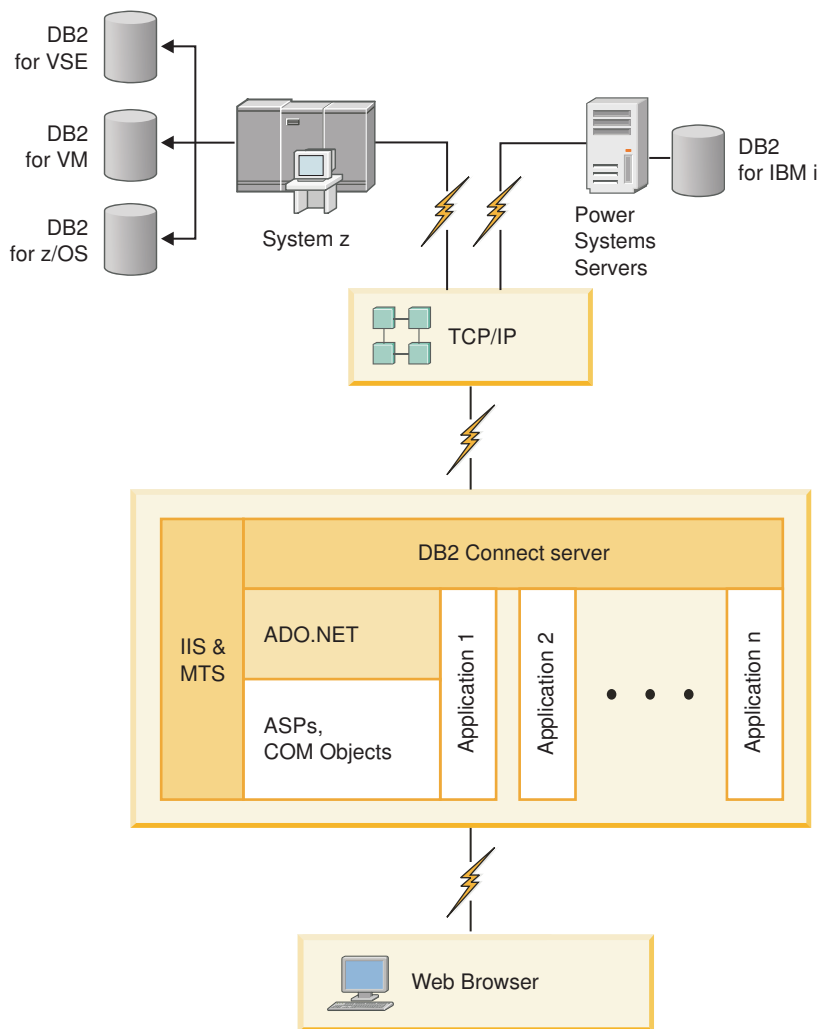 DB2
for VSE
DB2
for VM
DB2
for z/OS
System z
Power
Systems
Servers
DB2
for IBM i
TCP/IP
DB2 Connect server
IIS &
MTS
ADO.NET
ASPs,
COM Objects
Application 1
Application 2
Application n
Web Browser